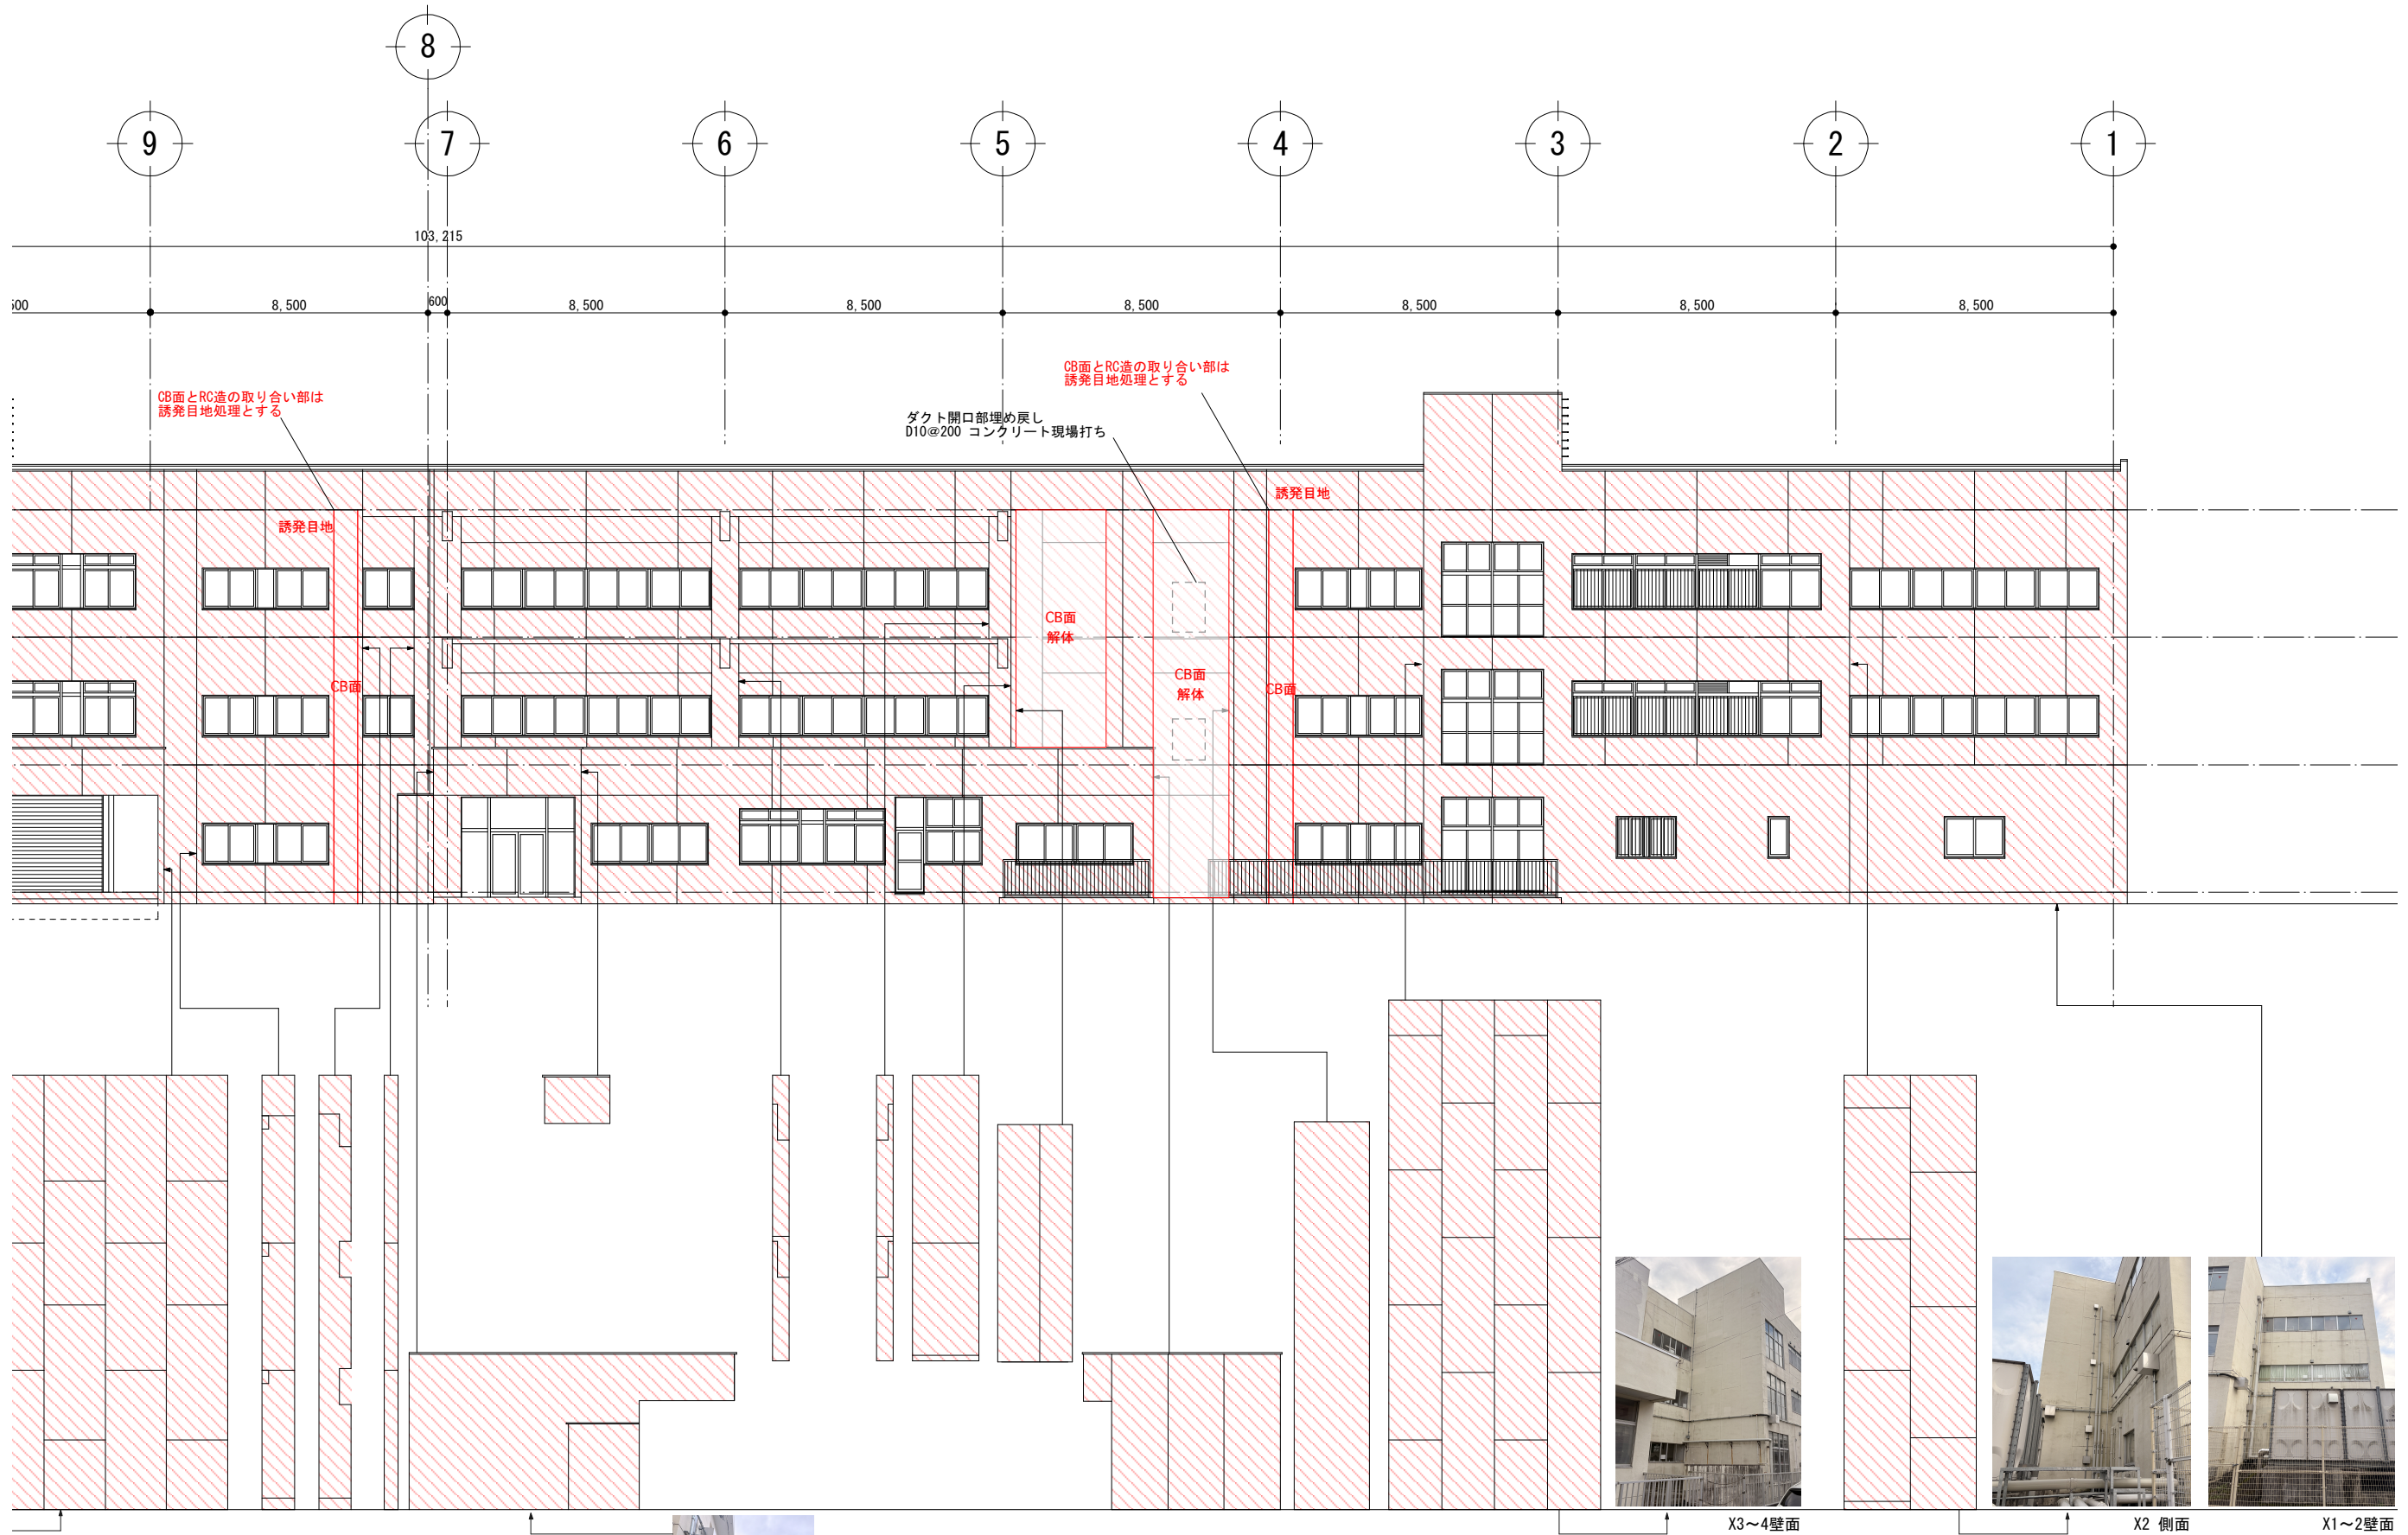 8
9
7
6
5
4
3
2
1
103,215
8,500
600
8,500
8,500
8,500
8,500
8,500
8,500
CB面とRC造の取り合い部は
誘発目地処理とする
CB面とRC造の取り合い部は
誘発目地処理とする
ダクト開口部埋め戻し
D10@200 コンクリート現場打ち
誘発目地
誘発目地
CB面
解体
CB面
解体
CB面
CB面
X3～4壁面
X2 側面
X1～2壁面